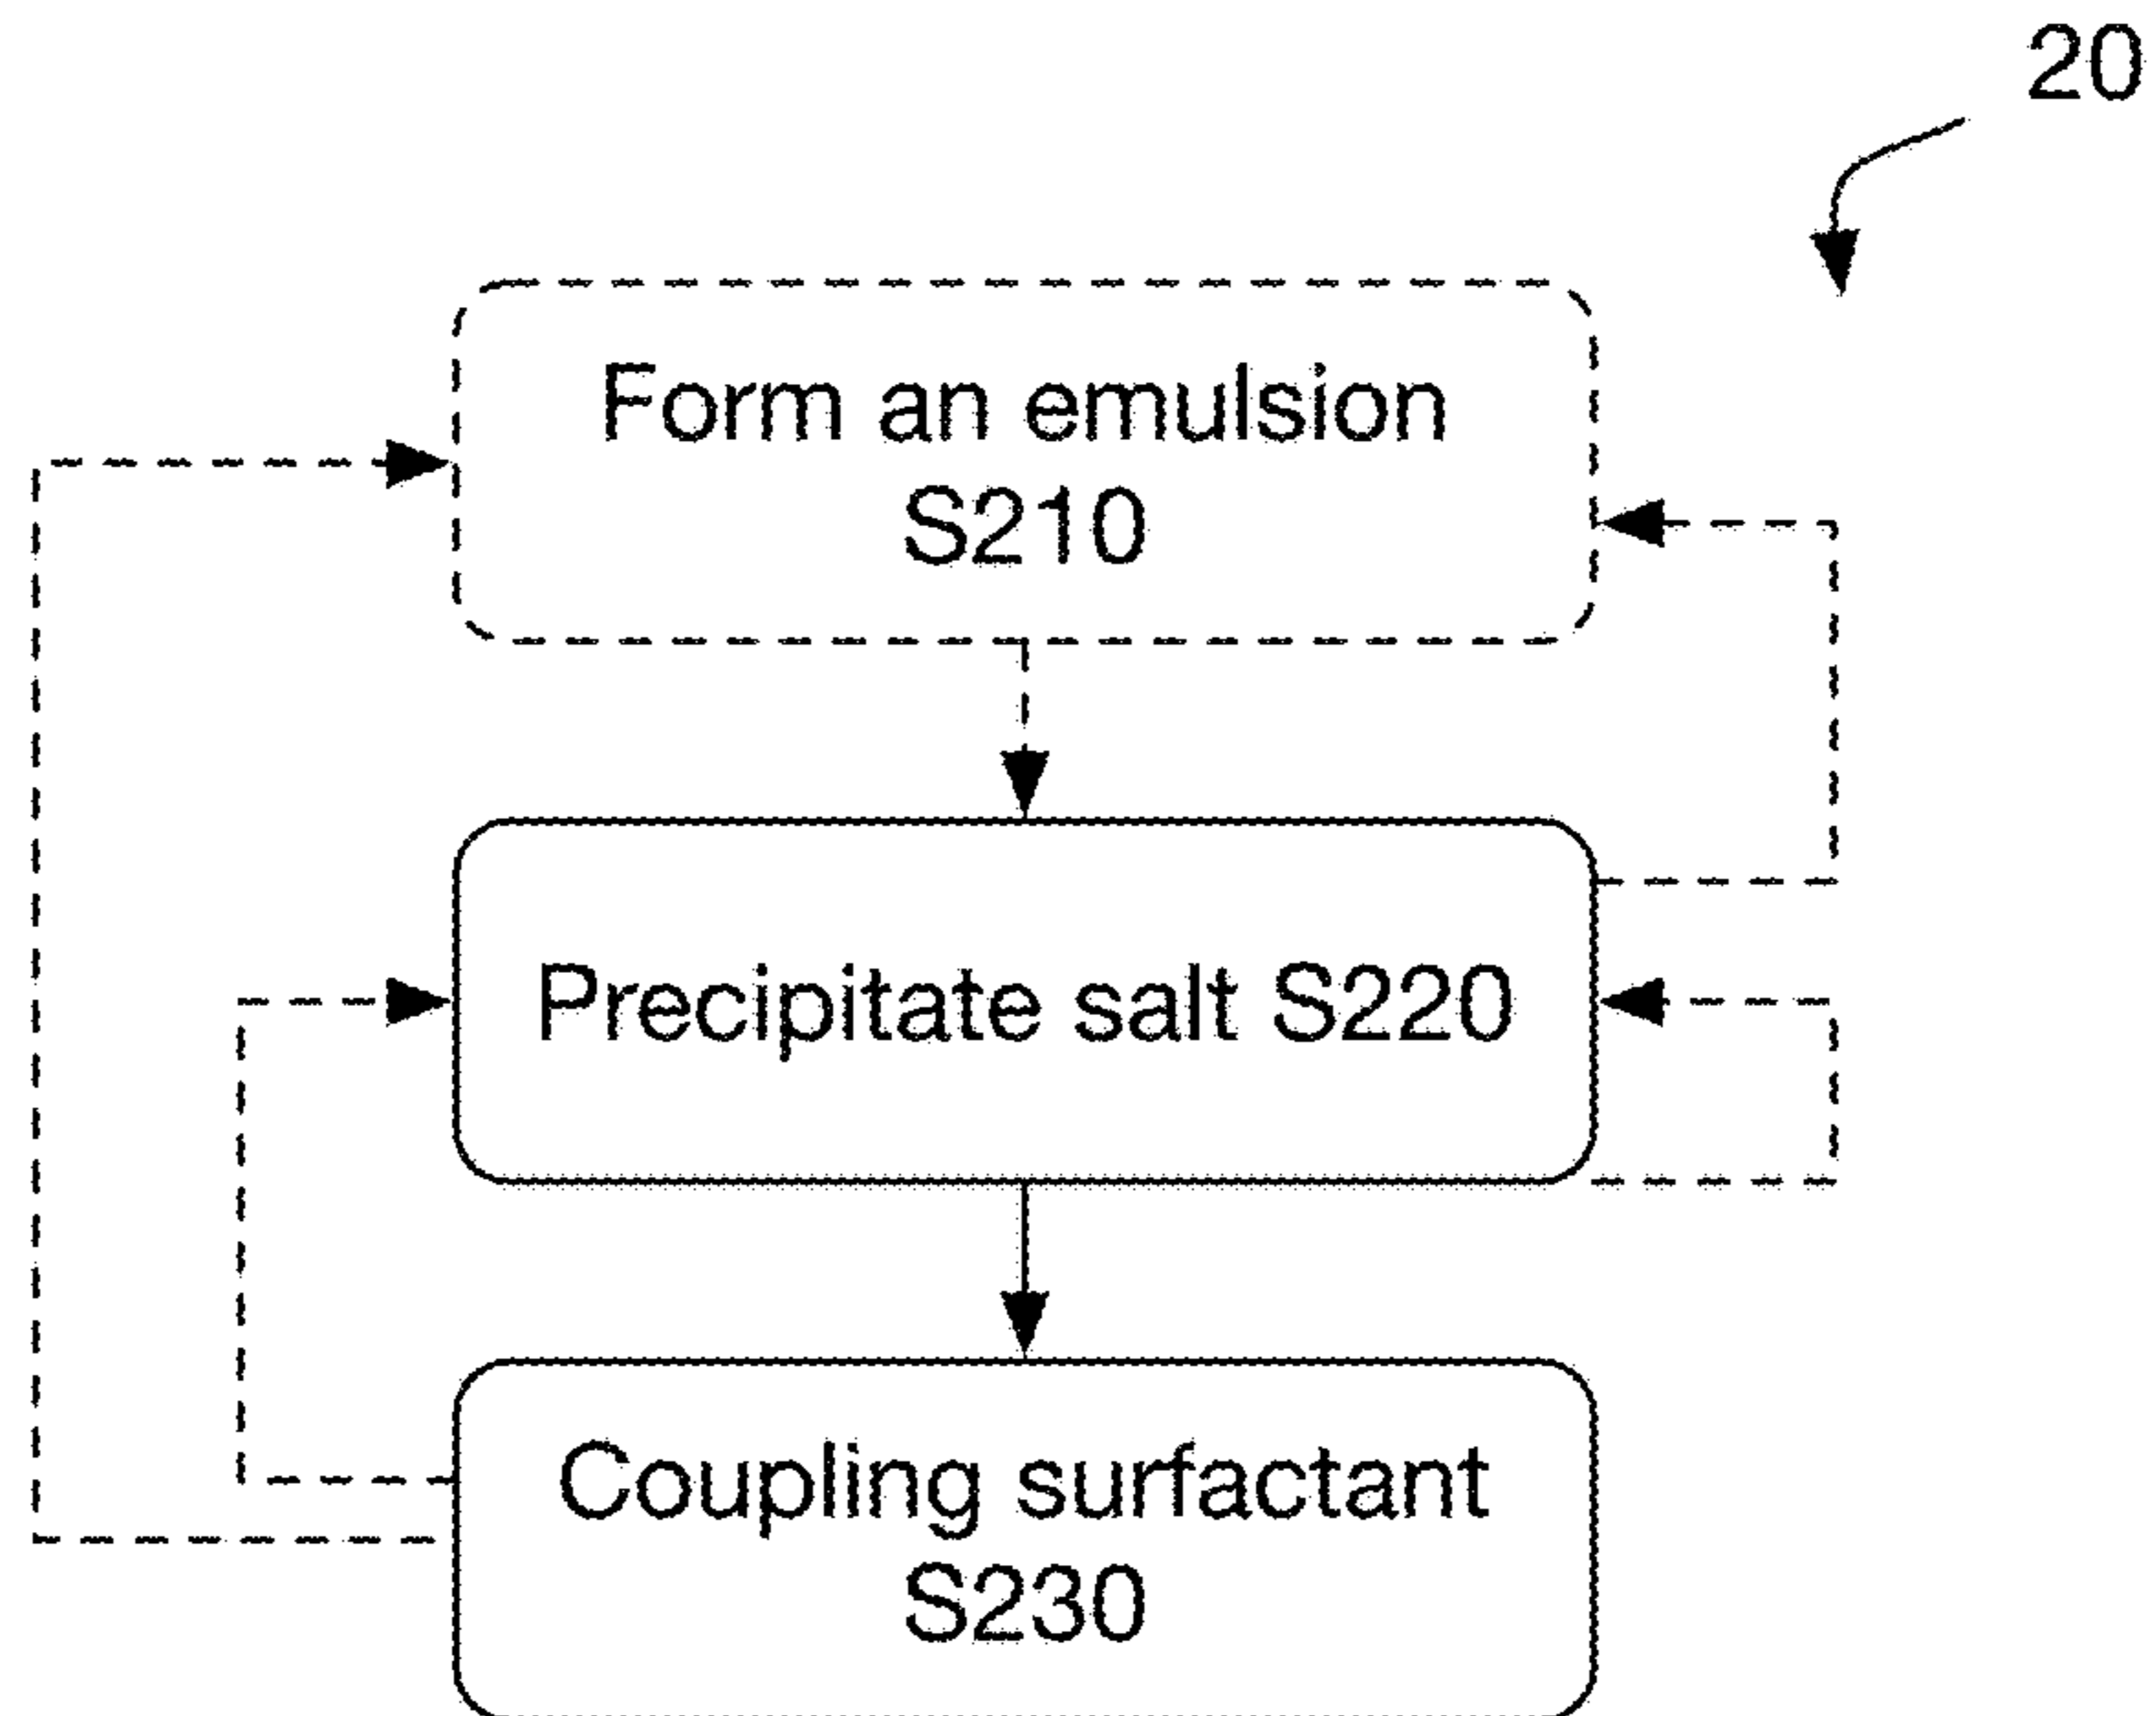 20
Form an emulsion
S210
Precipitate salt S220
Coupling surfactant
S230